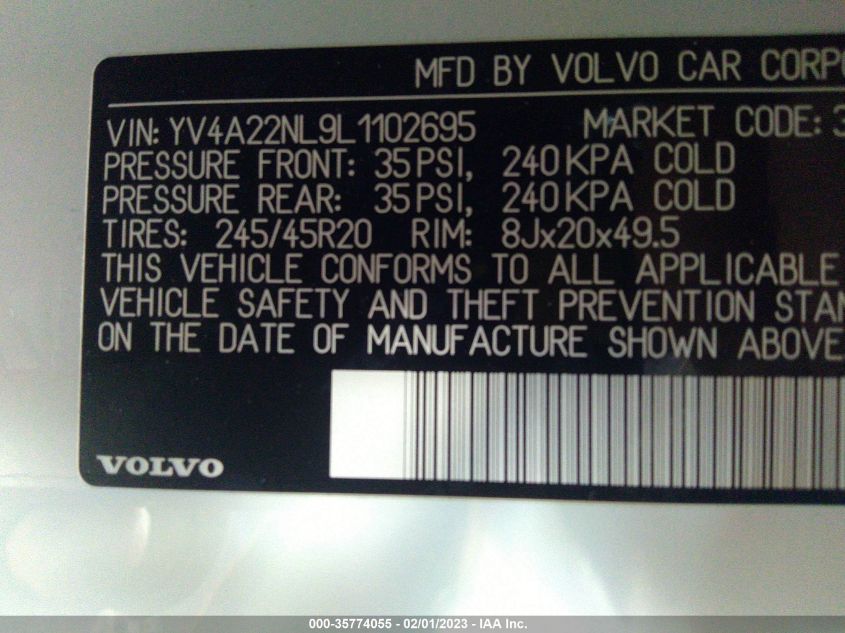 MFD BY VOLVO CAR
VIN: YV4A22NL9L1102695 MARKET CODE: 3
PRESSURE FRONT: 35PSI, 240KPA COLD
PRESSURE REAR: 35PSI, 240KPA COLD
TIRES: 245/45R20 RIM: 8Jx20x49.5
THIS VEHICLE CONFORMS TO ALL APPLICABLE
VEHICLE SAFETY AND THEFT PREVENTION
ON THE DATE OF MANUFACTURE SHOWN ABOVE
VOLVO
000-35774055 - 02/01/2023 - IAA Inc.